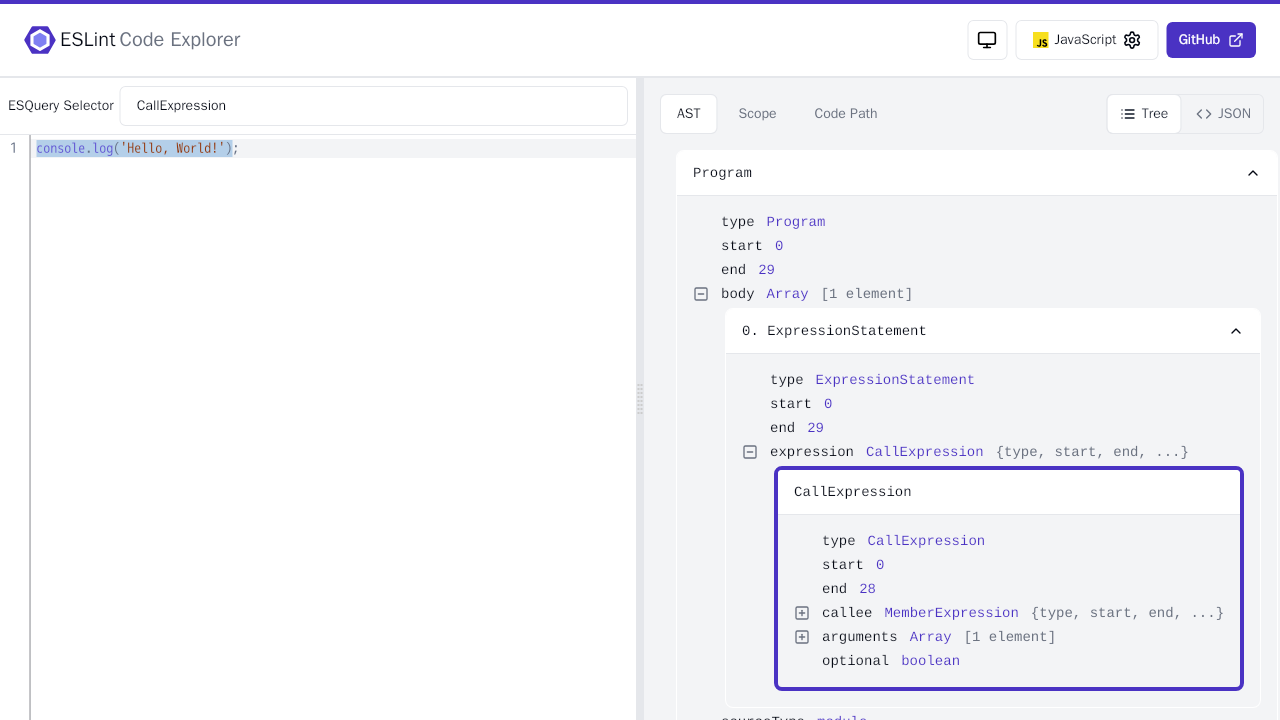 ESLint Code Explorer
JavaScript
GitHub
ESQuery Selector
CallExpression
1
console.log('Hello, World!');
AST
Scope
Code Path
Tree
JSON
Program
type Program
start 0
end 29
body Array [1 element]
0. ExpressionStatement
type ExpressionStatement
start 0
end 29
expression CallExpression {type, start, end, ...}
CallExpression
type CallExpression
start 0
end 28
callee MemberExpression {type, start, end, ...}
arguments Array [1 element]
optional boolean
sourceType module